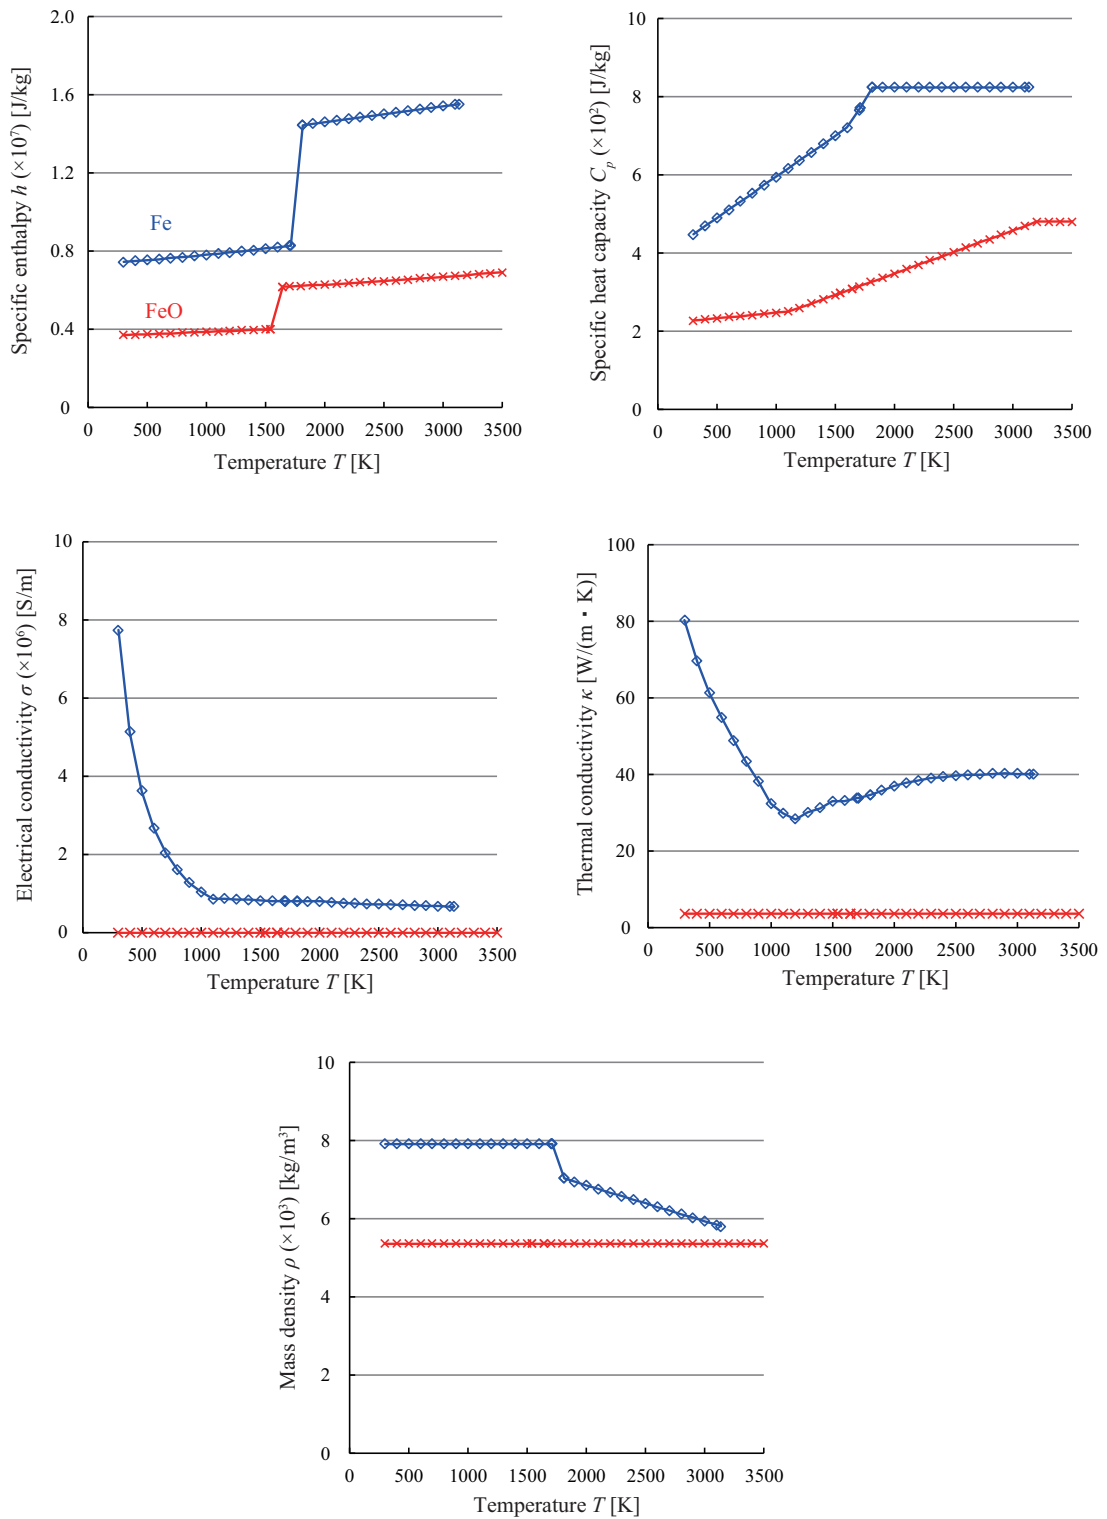 Specific enthalpy h (×10⁷) [J/kg]
2.0
1.6
1.2
0.8
0.4
0
Fe
FeO
0 500 1000 1500 2000 2500 3000 3500
Temperature T [K]
Specific heat capacity Cₚ (×10²) [J/kg]
10
8
6
4
2
0
0 500 1000 1500 2000 2500 3000 3500
Temperature T [K]
Electrical conductivity σ (×10⁶) [S/m]
10
8
6
4
2
0
0 500 1000 1500 2000 2500 3000 3500
Temperature T [K]
Thermal conductivity κ [W/(m・K)]
100
80
60
40
20
0
0 500 1000 1500 2000 2500 3000 3500
Temperature T [K]
Mass density ρ (×10³) [kg/m³]
10
8
6
4
2
0
0 500 1000 1500 2000 2500 3000 3500
Temperature T [K]